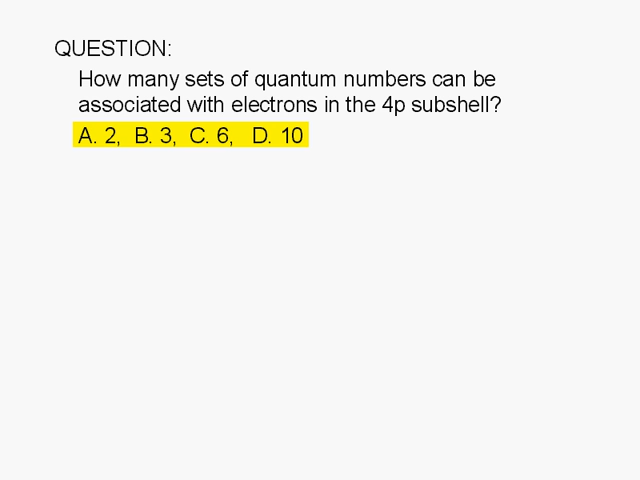 QUESTION:
How many sets of quantum numbers can be
associated with electrons in the 4p subshell?
A. 2, B. 3, C. 6, D. 10